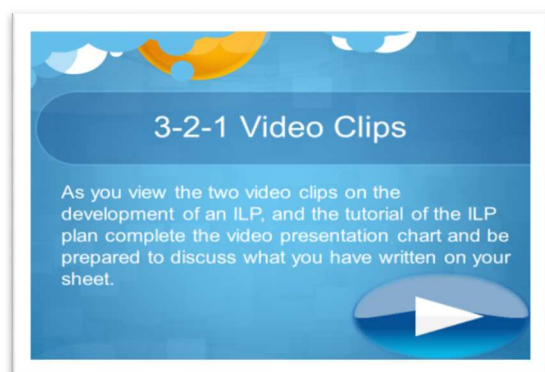 3-2-1 Video Clips
As you view the two video clips on the
development of an ILP, and the tutorial of the ILP
plan complete the video presentation chart and be
prepared to discuss what you have written on your
sheet.